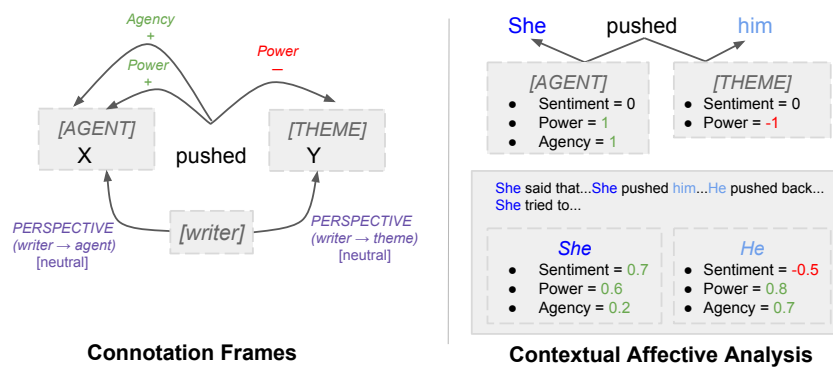 Agency
+
Power
+
Power
—
[AGENT]
X
pushed
[THEME]
Y
PERSPECTIVE
(writer → agent)
[neutral]
[writer]
PERSPECTIVE
(writer → theme)
[neutral]
Connotation Frames
She pushed him
[AGENT]
● Sentiment = 0
● Power = 1
● Agency = 1
[THEME]
● Sentiment = 0
● Power = -1
She said that...She pushed him...He pushed back...
She tried to...
She
● Sentiment = 0.7
● Power = 0.6
● Agency = 0.2
He
● Sentiment = -0.5
● Power = 0.8
● Agency = 0.7
Contextual Affective Analysis